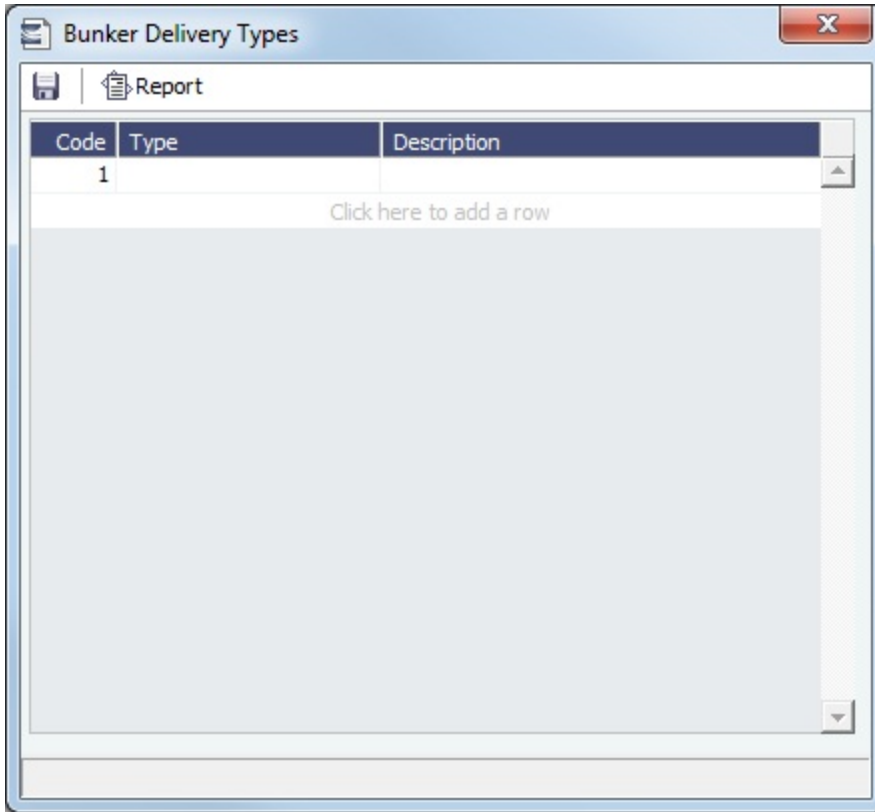 Bunker Delivery Types
Report
Code Type Description
1
Click here to add a row